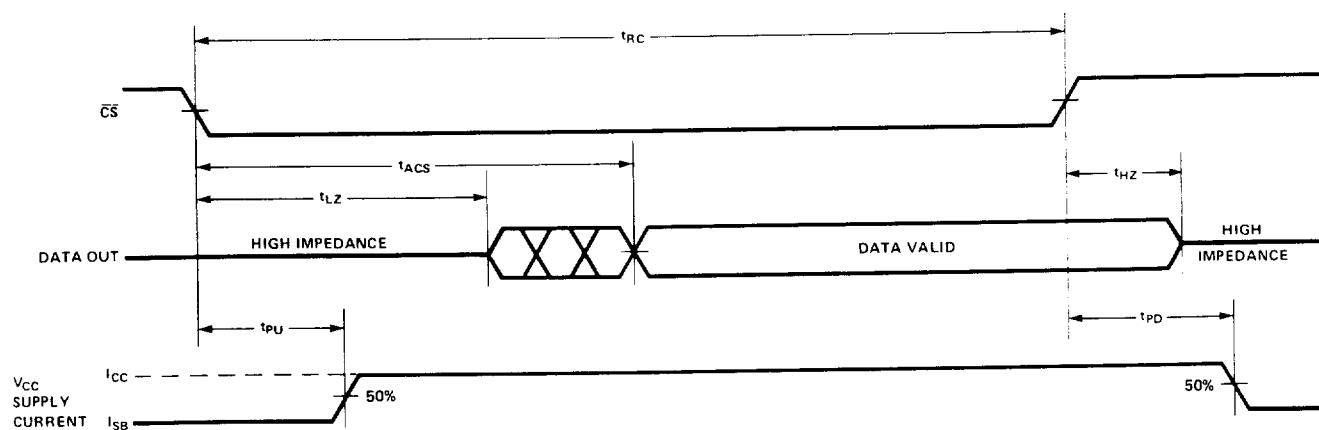 tRC
CS
tACS
tLZ
tHZ
DATA OUT
HIGH IMPEDANCE
DATA VALID
HIGH
IMPEDANCE
tPU
tPD
VCC
SUPPLY
CURRENT
ICC
ISB
50%
50%